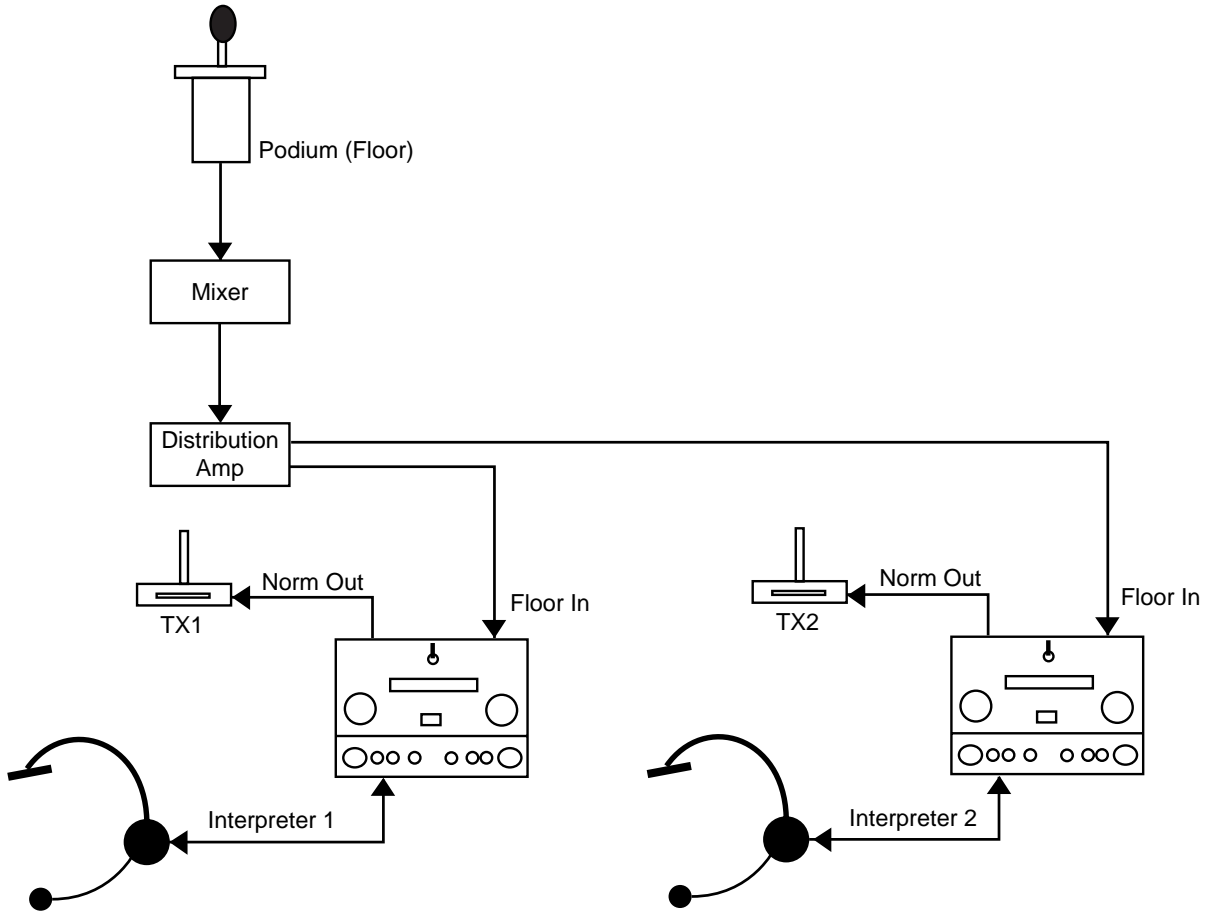 Podium (Floor)
Mixer
Distribution
Amp
Norm Out
Floor In
TX1
Norm Out
Floor In
TX2
Interpreter 1
Interpreter 2